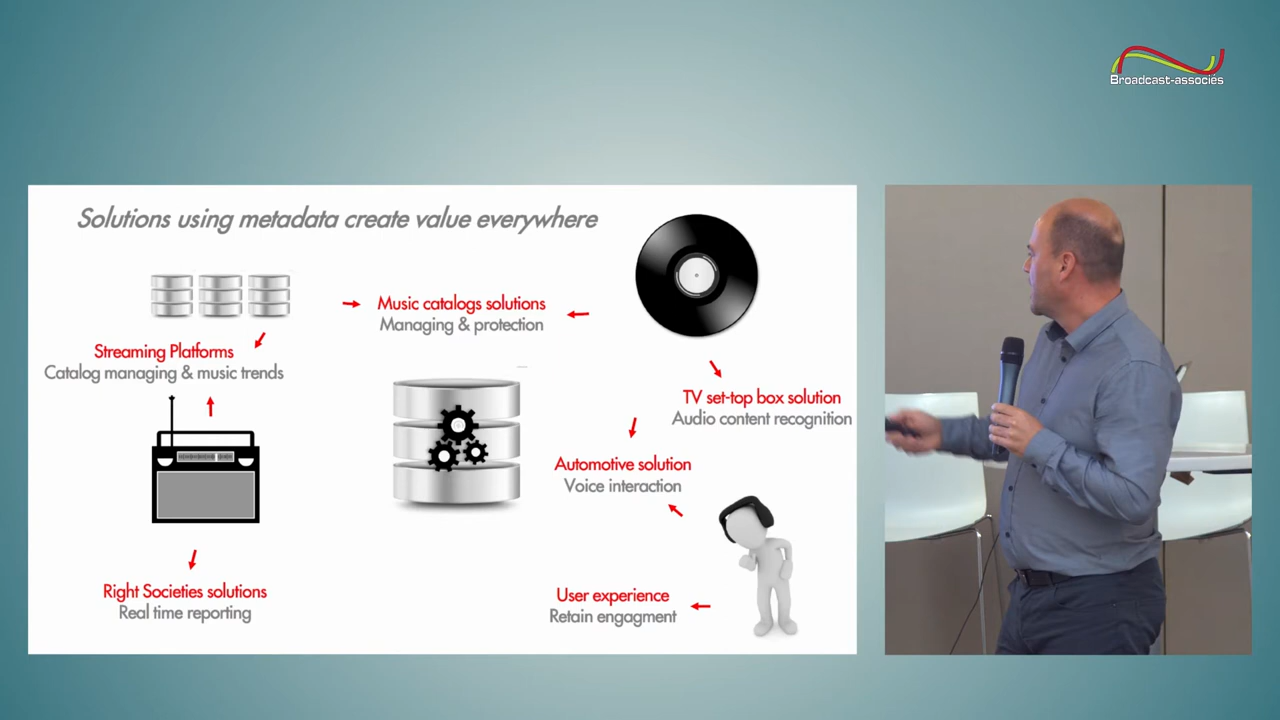 Broadcast-associés
Solutions using metadata create value everywhere
Music catalogs solutions
Managing & protection
Streaming Platforms
Catalog managing & music trends
TV set-top box solution
Audio content recognition
Automotive solution
Voice interaction
Right Societies solutions
Real time reporting
User experience
Retain engagment